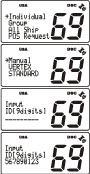 USA DSC
→Individual
Group
All Ship
POS Request
69
USA DSC
→Manual
VERTEX
STANDARD
69
USA DSC
Input
ID[9digits]
---------
69
USA DSC
Input
ID[9digits]
567890123
69